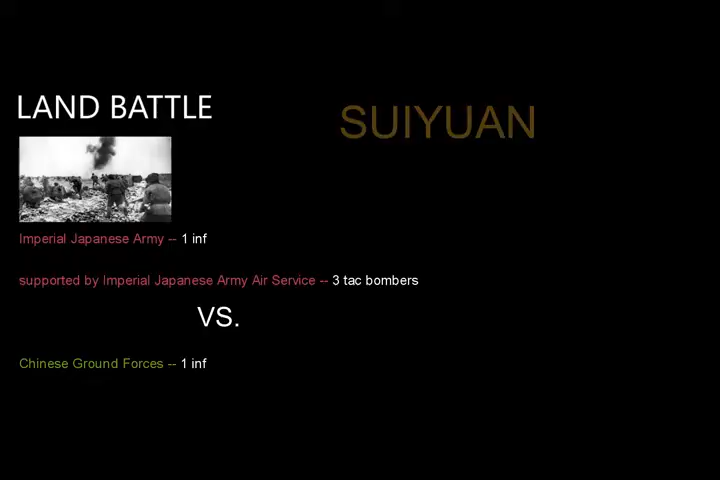 LAND BATTLE
SUIYUAN
Imperial Japanese Army -- 1 inf
supported by Imperial Japanese Army Air Service -- 3 tac bombers
VS.
Chinese Ground Forces -- 1 inf